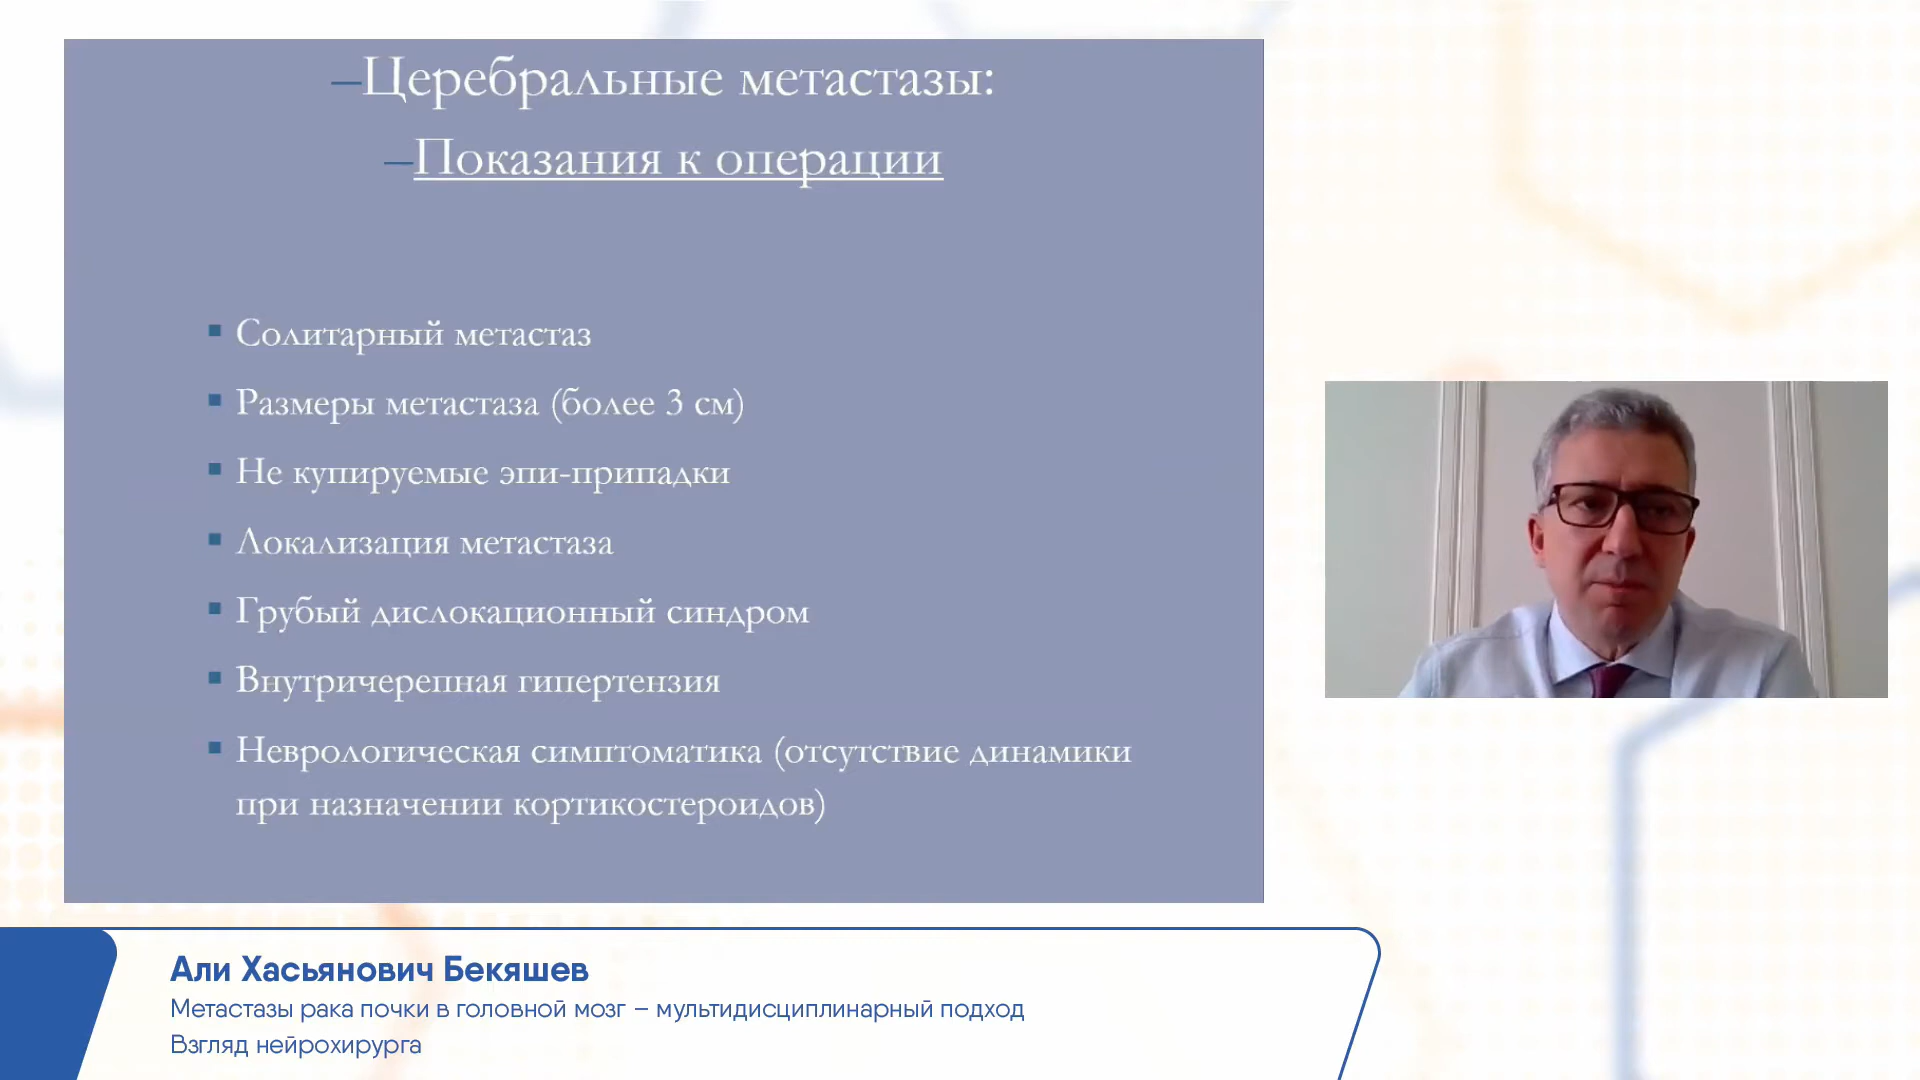 –Церебральные метастазы:
–Показания к операции
▪ Солитарный метастаз
▪ Размеры метастаза (более 3 см)
▪ Не купируемые эпи-припадки
▪ Локализация метастаза
▪ Грубый дислокационный синдром
▪ Внутричерепная гипертензия
▪ Неврологическая симптоматика (отсутствие динамики
при назначении кортикостероидов)
Али Хасьянович Бекяшев
Метастазы рака почки в головной мозг – мультидисциплинарный подход
Взгляд нейрохирурга